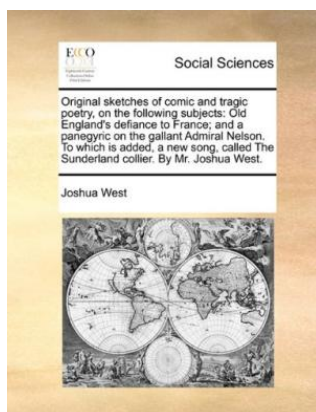 ECCO
Social Sciences
Original sketches of comic and tragic
poetry, on the following subjects: Old
England's defiance to France; and a
panegyric on the gallant Admiral Nelson.
To which is added, a new song, called The
Sunderland collier. By Mr. Joshua West.
Joshua West